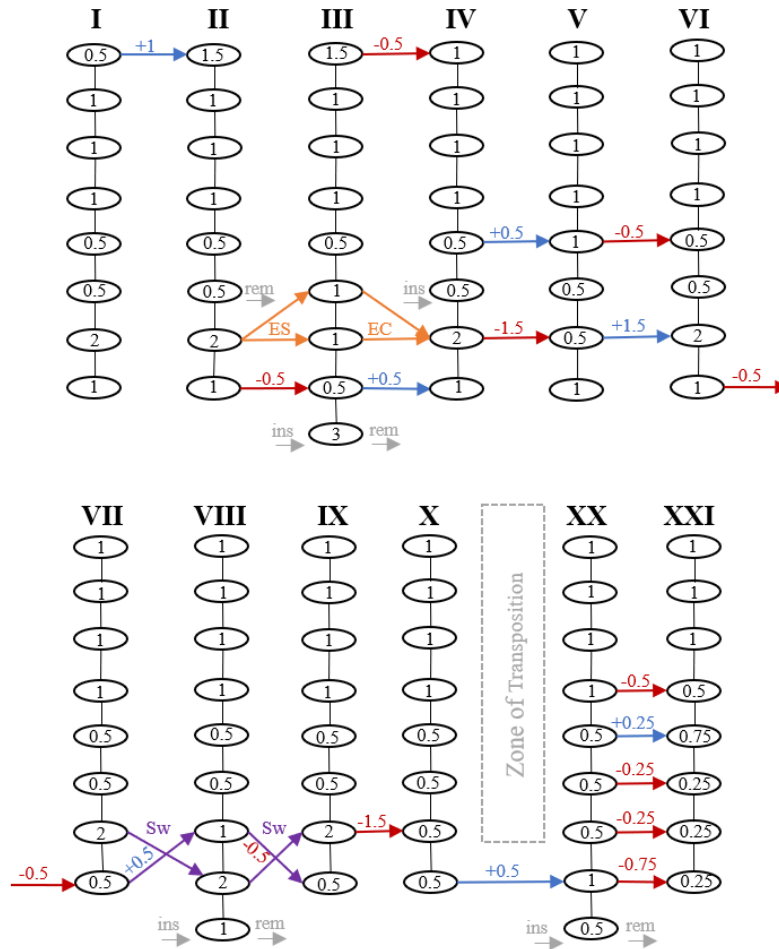 I II III IV V VI
0.5 +1 1.5 1.5 -0.5 1 1 1
1 1 1 1 1 1
1 1 1 1 1 1
1 1 1 1 1 1
0.5 0.5 0.5 0.5 +0.5 1 -0.5 0.5
0.5 0.5 rem 1 ins 0.5 0.5 0.5
2 2 ES 1 EC 2 -1.5 0.5 +1.5 2
1 1 -0.5 0.5 +0.5 1 1 1 -0.5
ins 3 rem
VII VIII IX X XX XXI
Zone of Transposition
1 1 1 1 1 1
1 1 1 1 1 1
1 1 1 1 1 1
1 1 1 1 1 -0.5 0.5
0.5 0.5 0.5 0.5 0.5 +0.25 0.75
0.5 0.5 0.5 0.5 0.5 -0.25 0.25
2 Sw 1 Sw 2 -1.5 0.5 0.5 -0.25 0.25
-0.5 0.5 +0.5 2 -0.5 0.5 0.5 +0.5 1 -0.75 0.25
ins 1 rem ins 0.5 rem